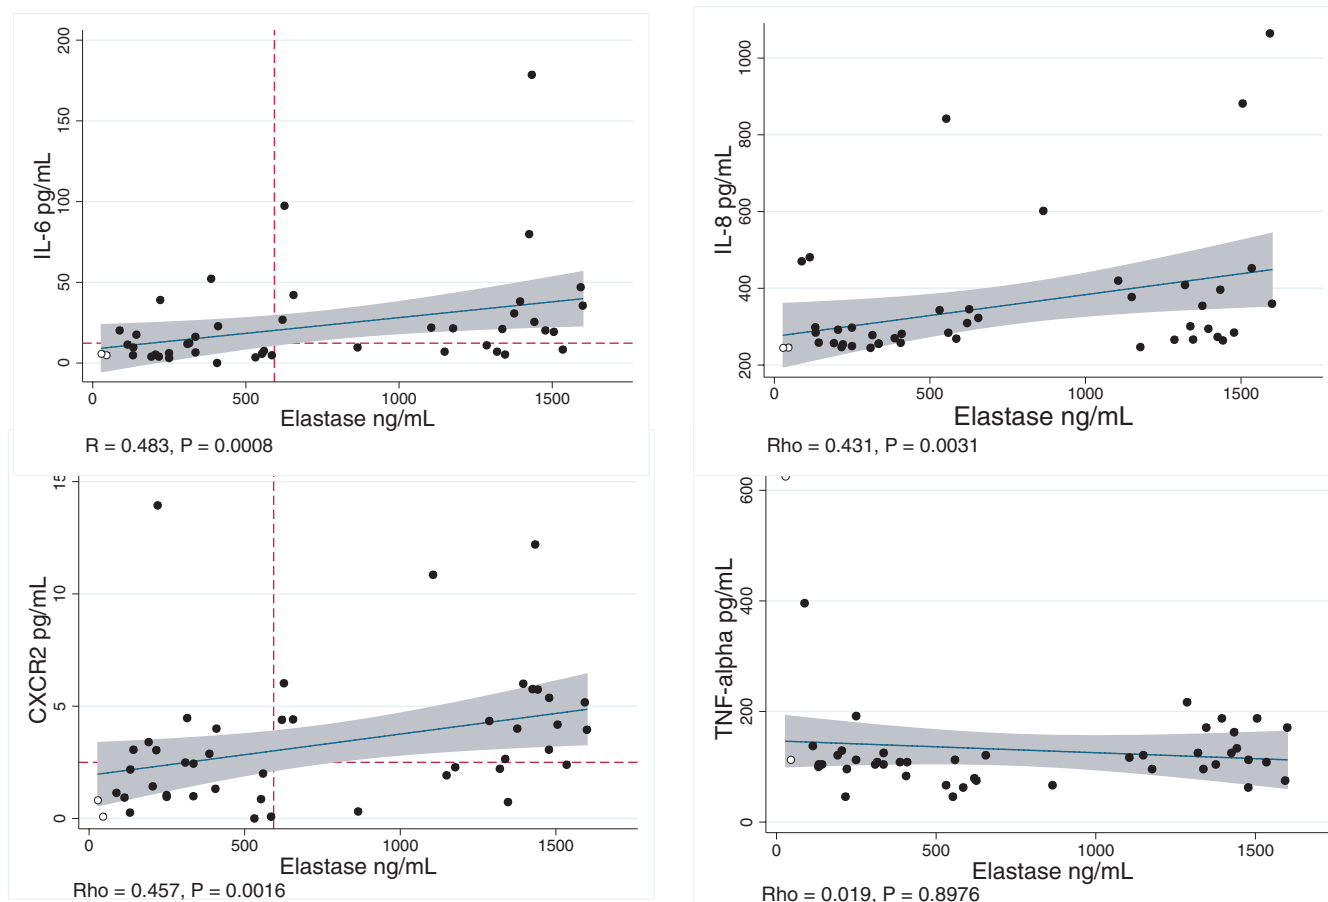 200
150
100
50
0
IL-6 pg/mL
0 500 1000 1500
Elastase ng/mL
R = 0.483, P = 0.0008
1000
800
600
400
200
IL-8 pg/mL
0 500 1000 1500
Elastase ng/mL
Rho = 0.431, P = 0.0031
15
10
5
0
CXCR2 pg/mL
0 500 1000 1500
Elastase ng/mL
Rho = 0.457, P = 0.0016
600
400
200
0
TNF-alpha pg/mL
0 500 1000 1500
Elastase ng/mL
Rho = 0.019, P = 0.8976